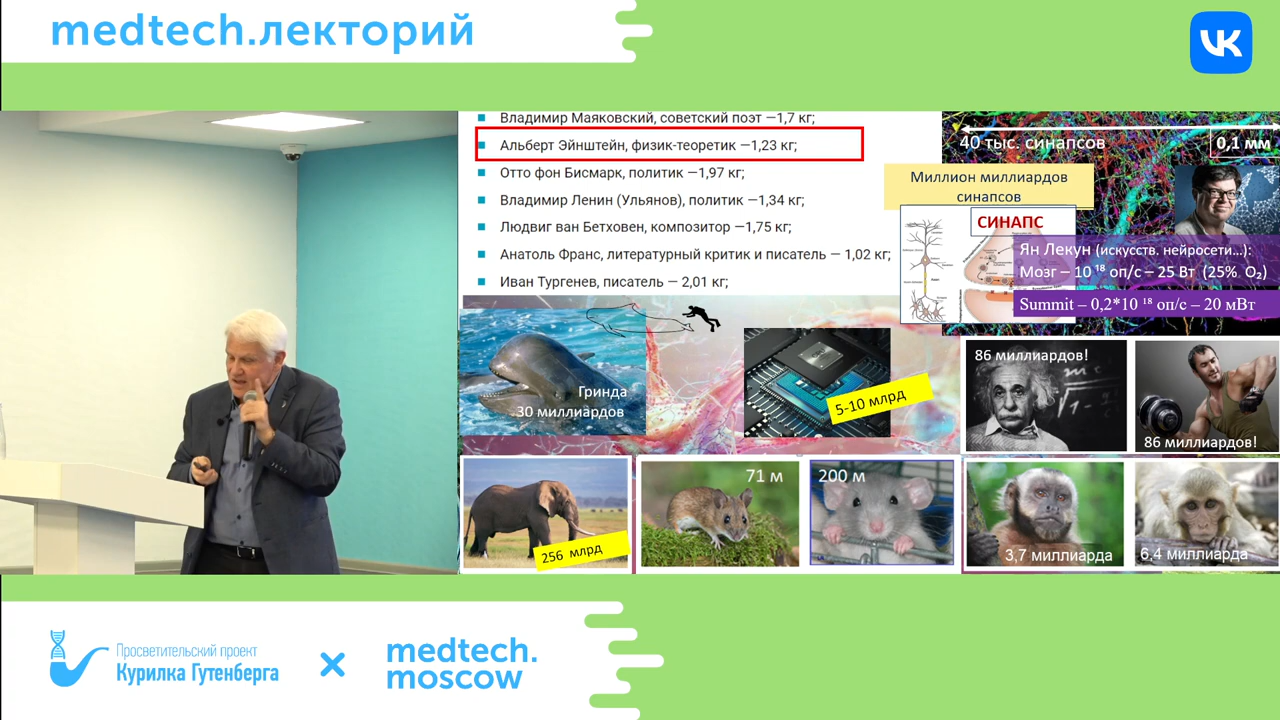 medtech.лекторий
Владимир Маяковский, советский поэт —1,7 кг;
Альберт Эйнштейн, физик-теоретик —1,23 кг;
Отто фон Бисмарк, политик —1,97 кг;
Владимир Ленин (Ульянов), политик —1,34 кг;
Людвиг ван Бетховен, композитор —1,75 кг;
Анатоль Франс, литературный критик и писатель — 1,02 кг;
Иван Тургенев, писатель — 2,01 кг;
40 тыс. синапсов
0,1 мм
Миллион миллиардов
синапсов
СИНАПС
Ян Лекун (искусств. нейросети...):
Мозг – 10 ¹⁸ оп/с – 25 Вт (25% O₂)
Summit – 0,2*10 ¹⁸ оп/с – 20 мВт
Гринда
30 миллиардов
5-10 млрд
86 миллиардов!
86 миллиардов!
256 млрд
71 м
200 м
3,7 миллиарда
6,4 миллиарда
Просветительский проект
Курилка Гутенберга
×
medtech.
moscow